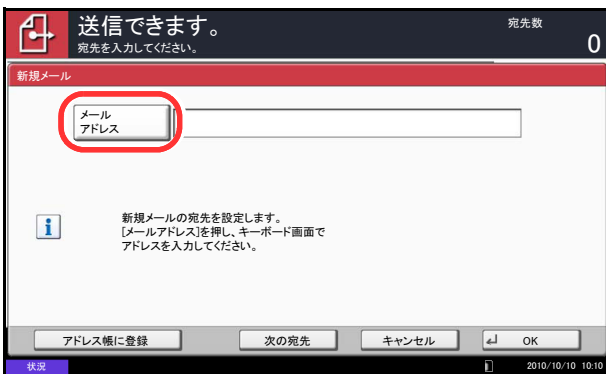 送信できます。
宛先を入力してください。
宛先数
0
新規メール
メール
アドレス
新規メールの宛先を設定します。
[メールアドレス]を押し、キーボード画面で
アドレスを入力してください。
アドレス帳に登録
次の宛先
キャンセル
OK
状況
2010/10/10 10:10